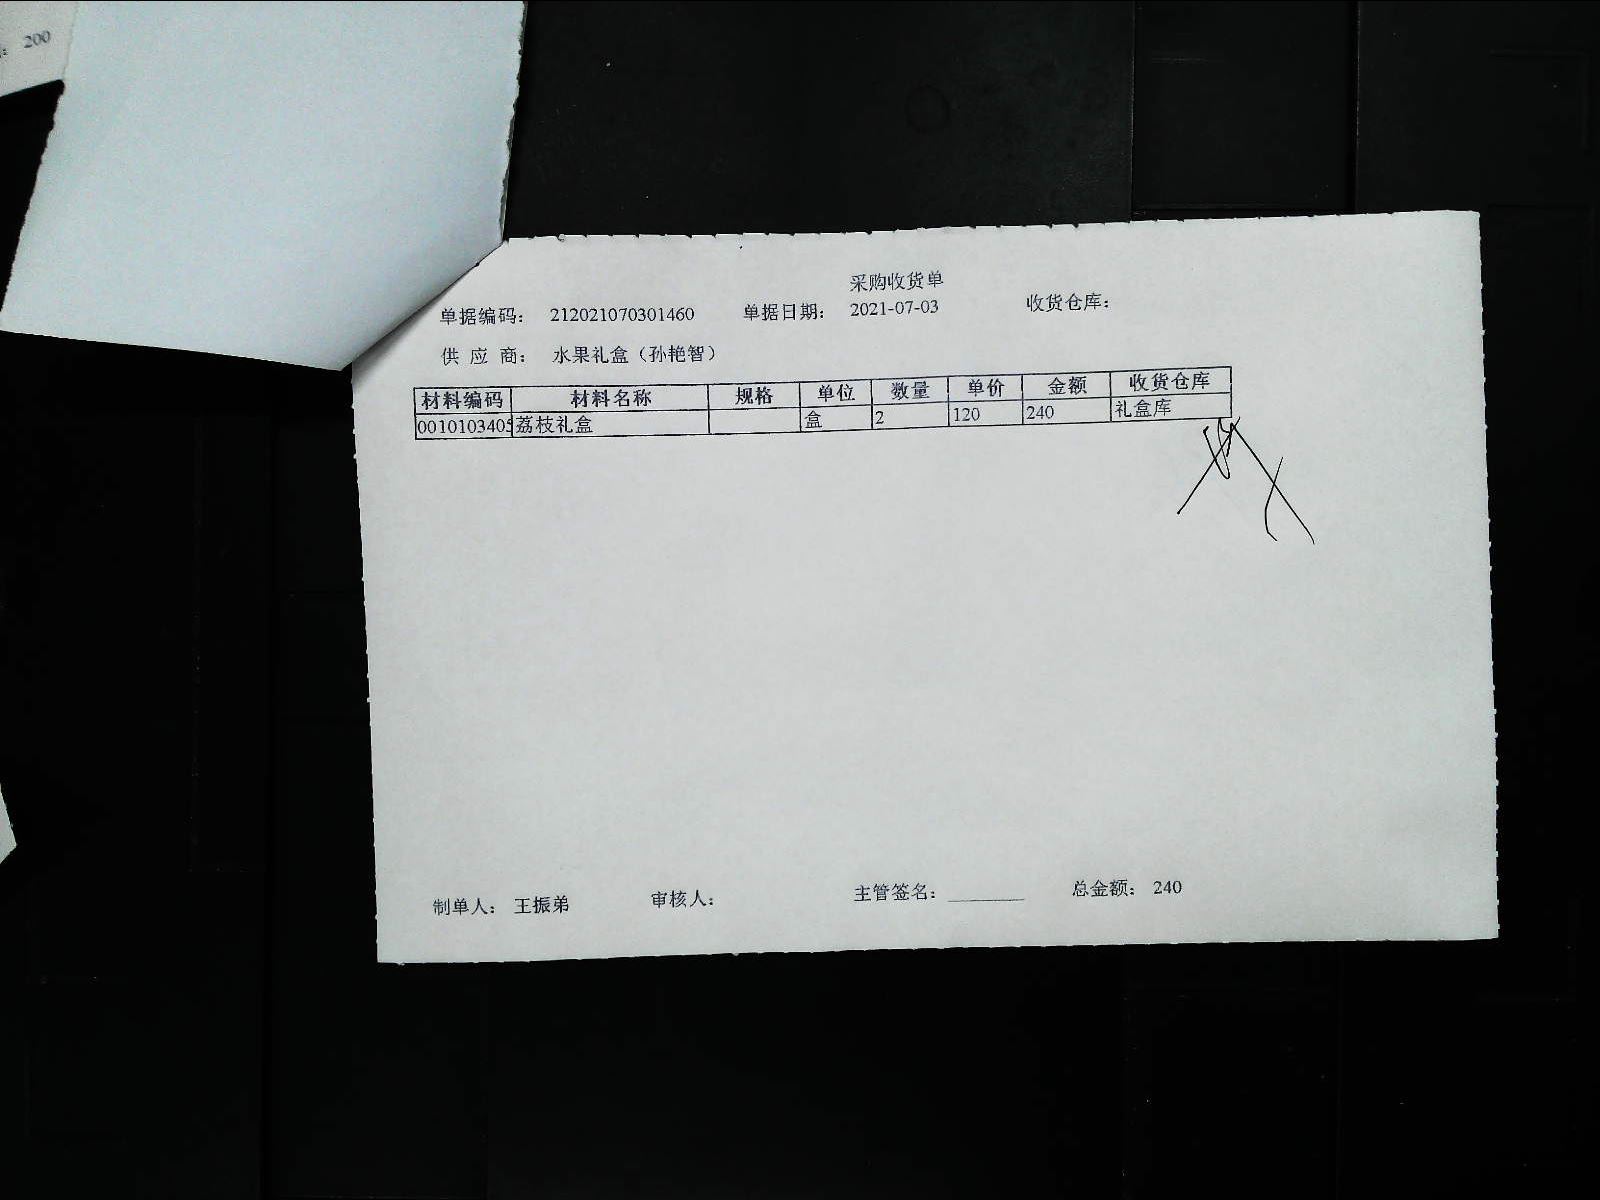 200
采购收货单
单据编码： 212021070301460 单据日期： 2021-07-03 收货仓库：
供 应 商： 水果礼盒（孙艳智）
材料编码 材料名称 规格 单位 数量 单价 金额 收货仓库
0010103405 荔枝礼盒 盒 2 120 240 礼盒库
制单人： 王振弟 审核人： 主管签名： ________ 总金额： 240